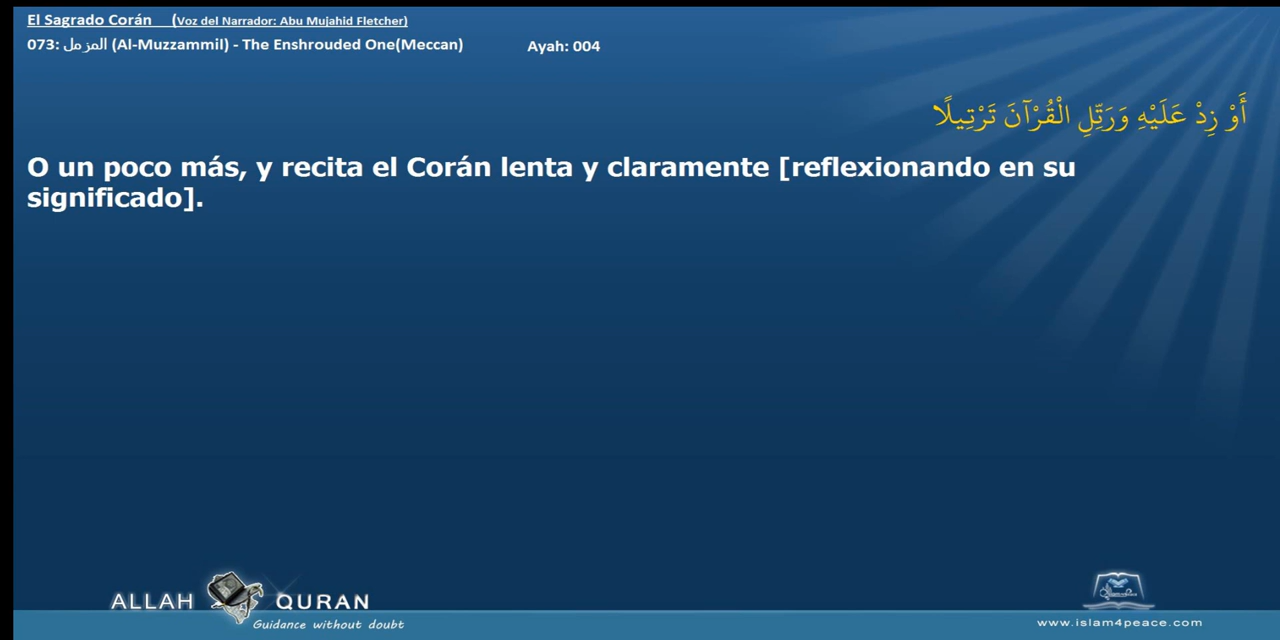 El Sagrado Corán (Voz del Narrador: Abu Mujahid Fletcher)
073: المزمل (Al-Muzzammil) - The Enshrouded One(Meccan) Ayah: 004
أَوْ زِدْ عَلَيْهِ وَرَتِّلِ الْقُرْآنَ تَرْتِيلًا
O un poco más, y recita el Corán lenta y claramente [reflexionando en su
significado].
ALLAH QURAN
Guidance without doubt
www.islam4peace.com